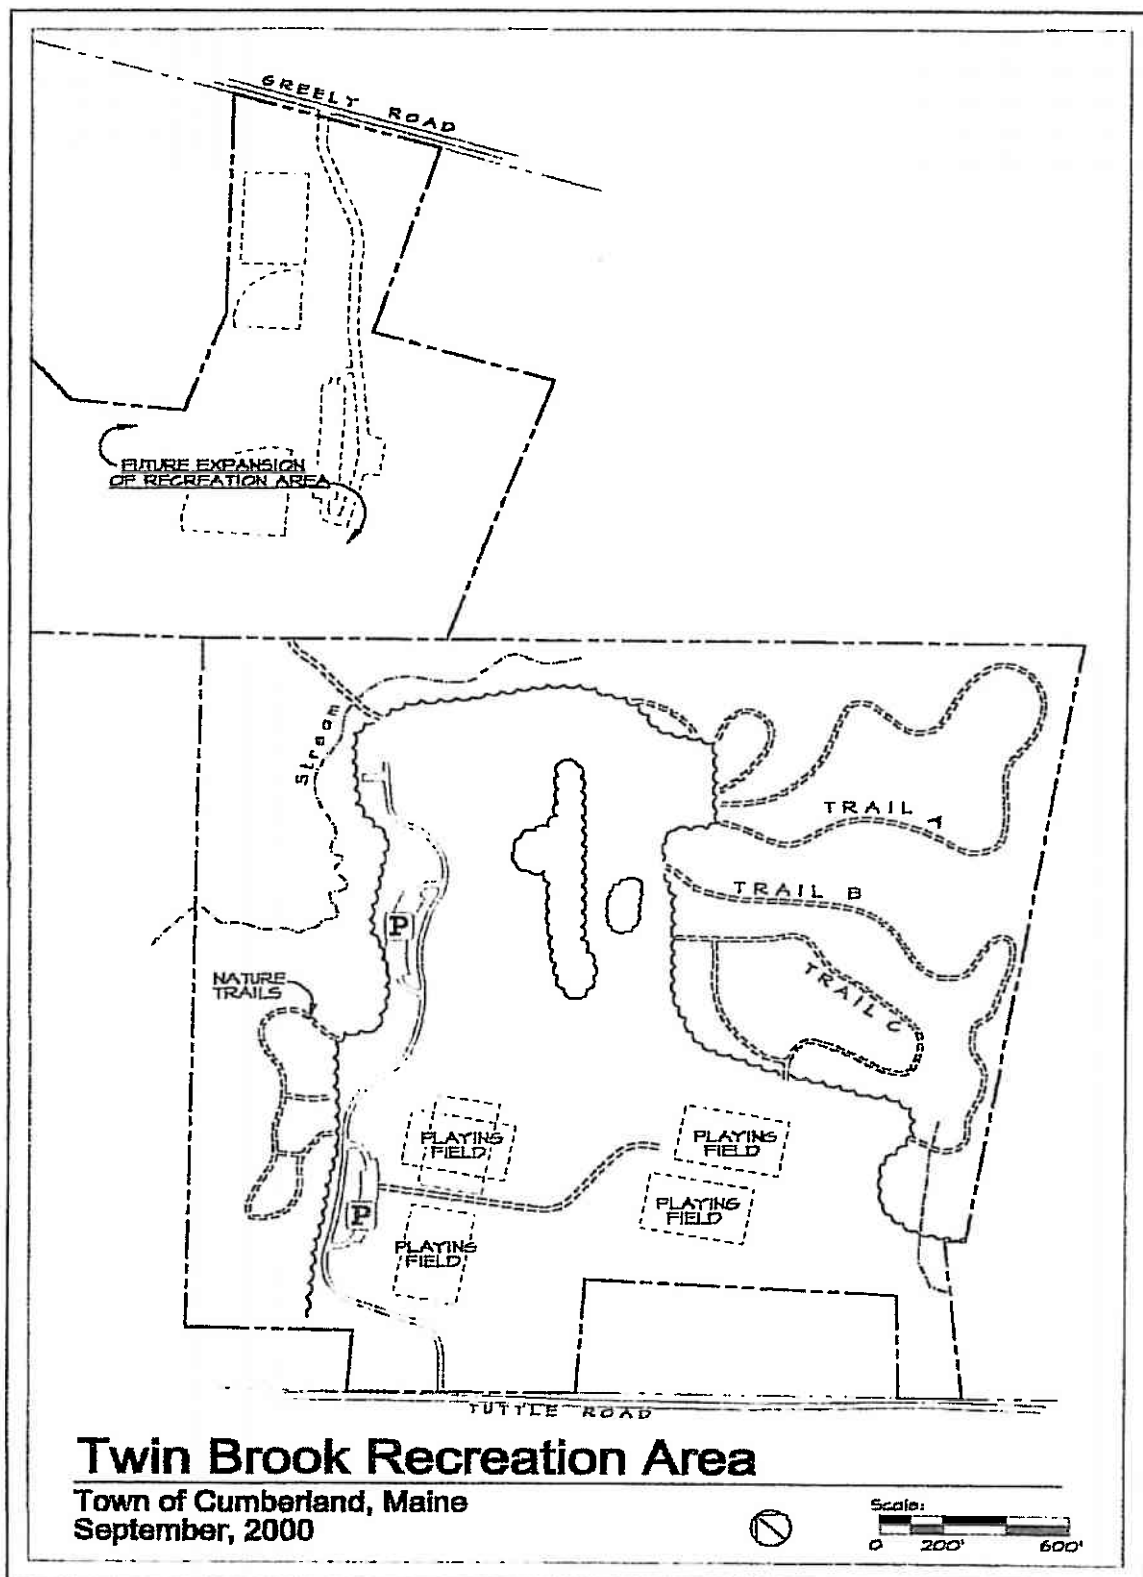 GREELY ROAD
FUTURE EXPANSION
OF RECREATION AREA
Stream
TRAIL A
TRAIL B
P
NATURE
TRAILS
TRAIL C
PLAYING
FIELD
PLAYING
FIELD
PLAYING
FIELD
P
PLAYING
FIELD
TUTTLE ROAD
Twin Brook Recreation Area
Town of Cumberland, Maine
September, 2000
Scale:
0 200' 600'